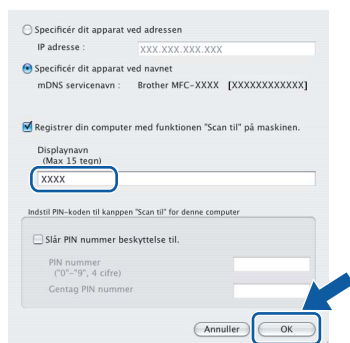 Specificér dit apparat ved adressen
IP adresse : XXX.XXX.XXX.XXX
Specificér dit apparat ved navnet
mDNS servicenavn : Brother MFC-XXXX [XXXXXXXXXXXX]
Registrer din computer med funktionen "Scan til" på maskinen.
Displaynavn
(Max 15 tegn)
XXXX
Indstil PIN-koden til kanppen "Scan til" for denne computer
Slår PIN nummer beskyttelse til.
PIN nummer
("0"-"9", 4 cifre)
Gentag PIN nummer
Annuller OK